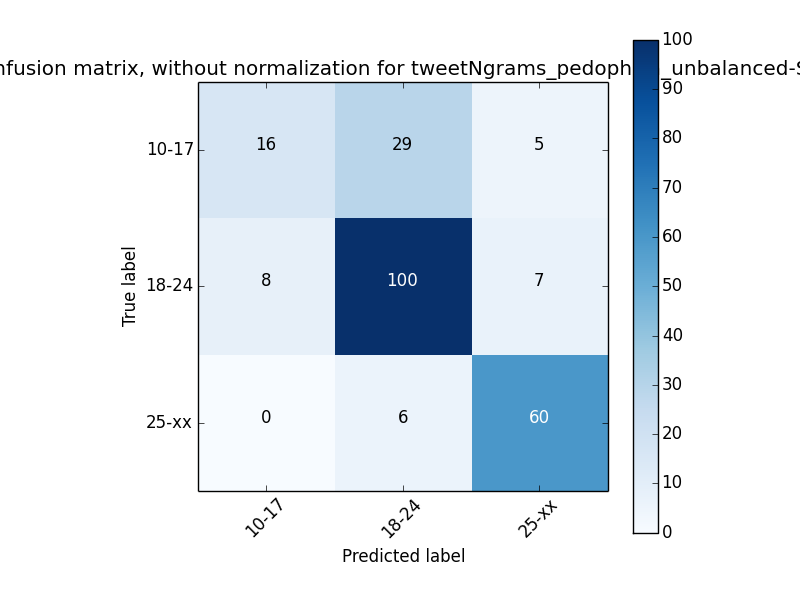 nfusion matrix, without normalization for tweetNgrams_pedoph _unbalanced-S
100
90
80
70
60
50
40
30
20
10
0
True label
10-17
16 29 5
18-24
8 100 7
25-xx
0 6 60
10-17 18-24 25-xx
Predicted label